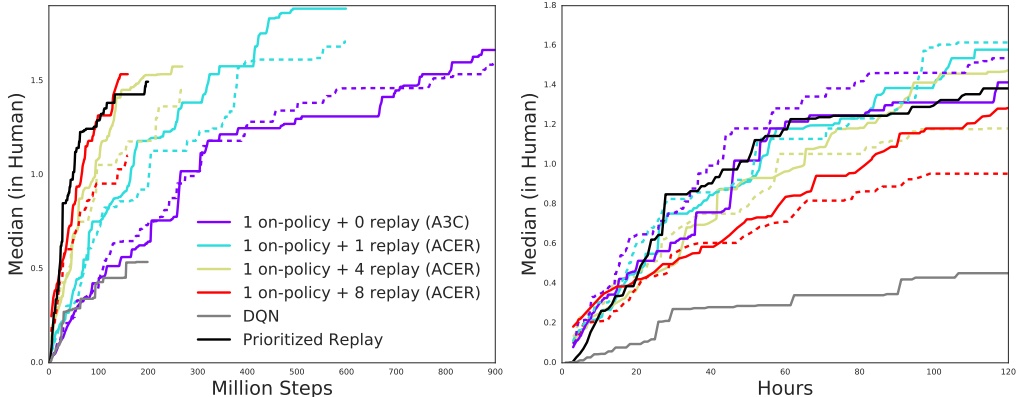 Median (in Human)
1.5
1.0
0.5
0.0
1 on-policy + 0 replay (A3C)
1 on-policy + 1 replay (ACER)
1 on-policy + 4 replay (ACER)
1 on-policy + 8 replay (ACER)
DQN
Prioritized Replay
0 100 200 300 400 500 600 700 800 900
Million Steps
Median (in Human)
1.8
1.6
1.4
1.2
1.0
0.8
0.6
0.4
0.2
0.0
0 20 40 60 80 100 120
Hours